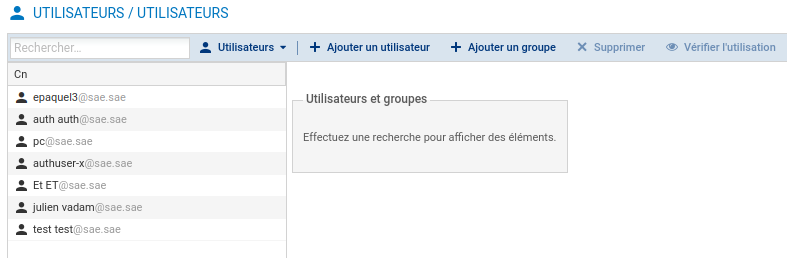 UTILISATEURS / UTILISATEURS
Rechercher... Utilisateurs Ajouter un utilisateur Ajouter un groupe Supprimer Vérifier l'utilisation
Cn
epaquel3@sae.sae
auth auth@sae.sae
pc@sae.sae
authuser-x@sae.sae
Et ET@sae.sae
julien vadam@sae.sae
test test@sae.sae
Utilisateurs et groupes
Effectuez une recherche pour afficher des éléments.